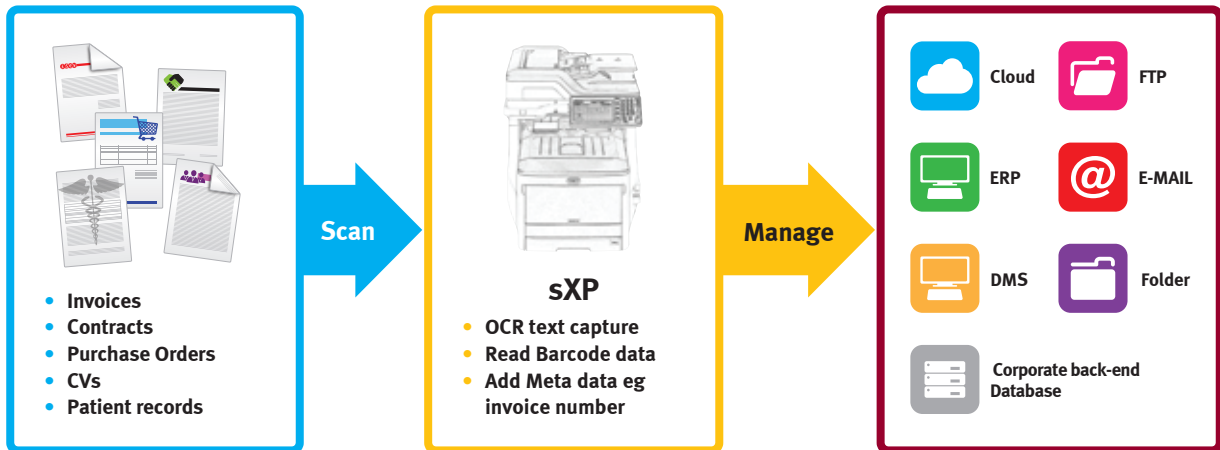 Invoices
Contracts
Purchase Orders
CVs
Patient records
Scan
sXP
OCR text capture
Read Barcode data
Add Meta data eg
invoice number
Manage
Cloud
FTP
ERP
@
E-MAIL
DMS
Folder
Corporate back-end
Database